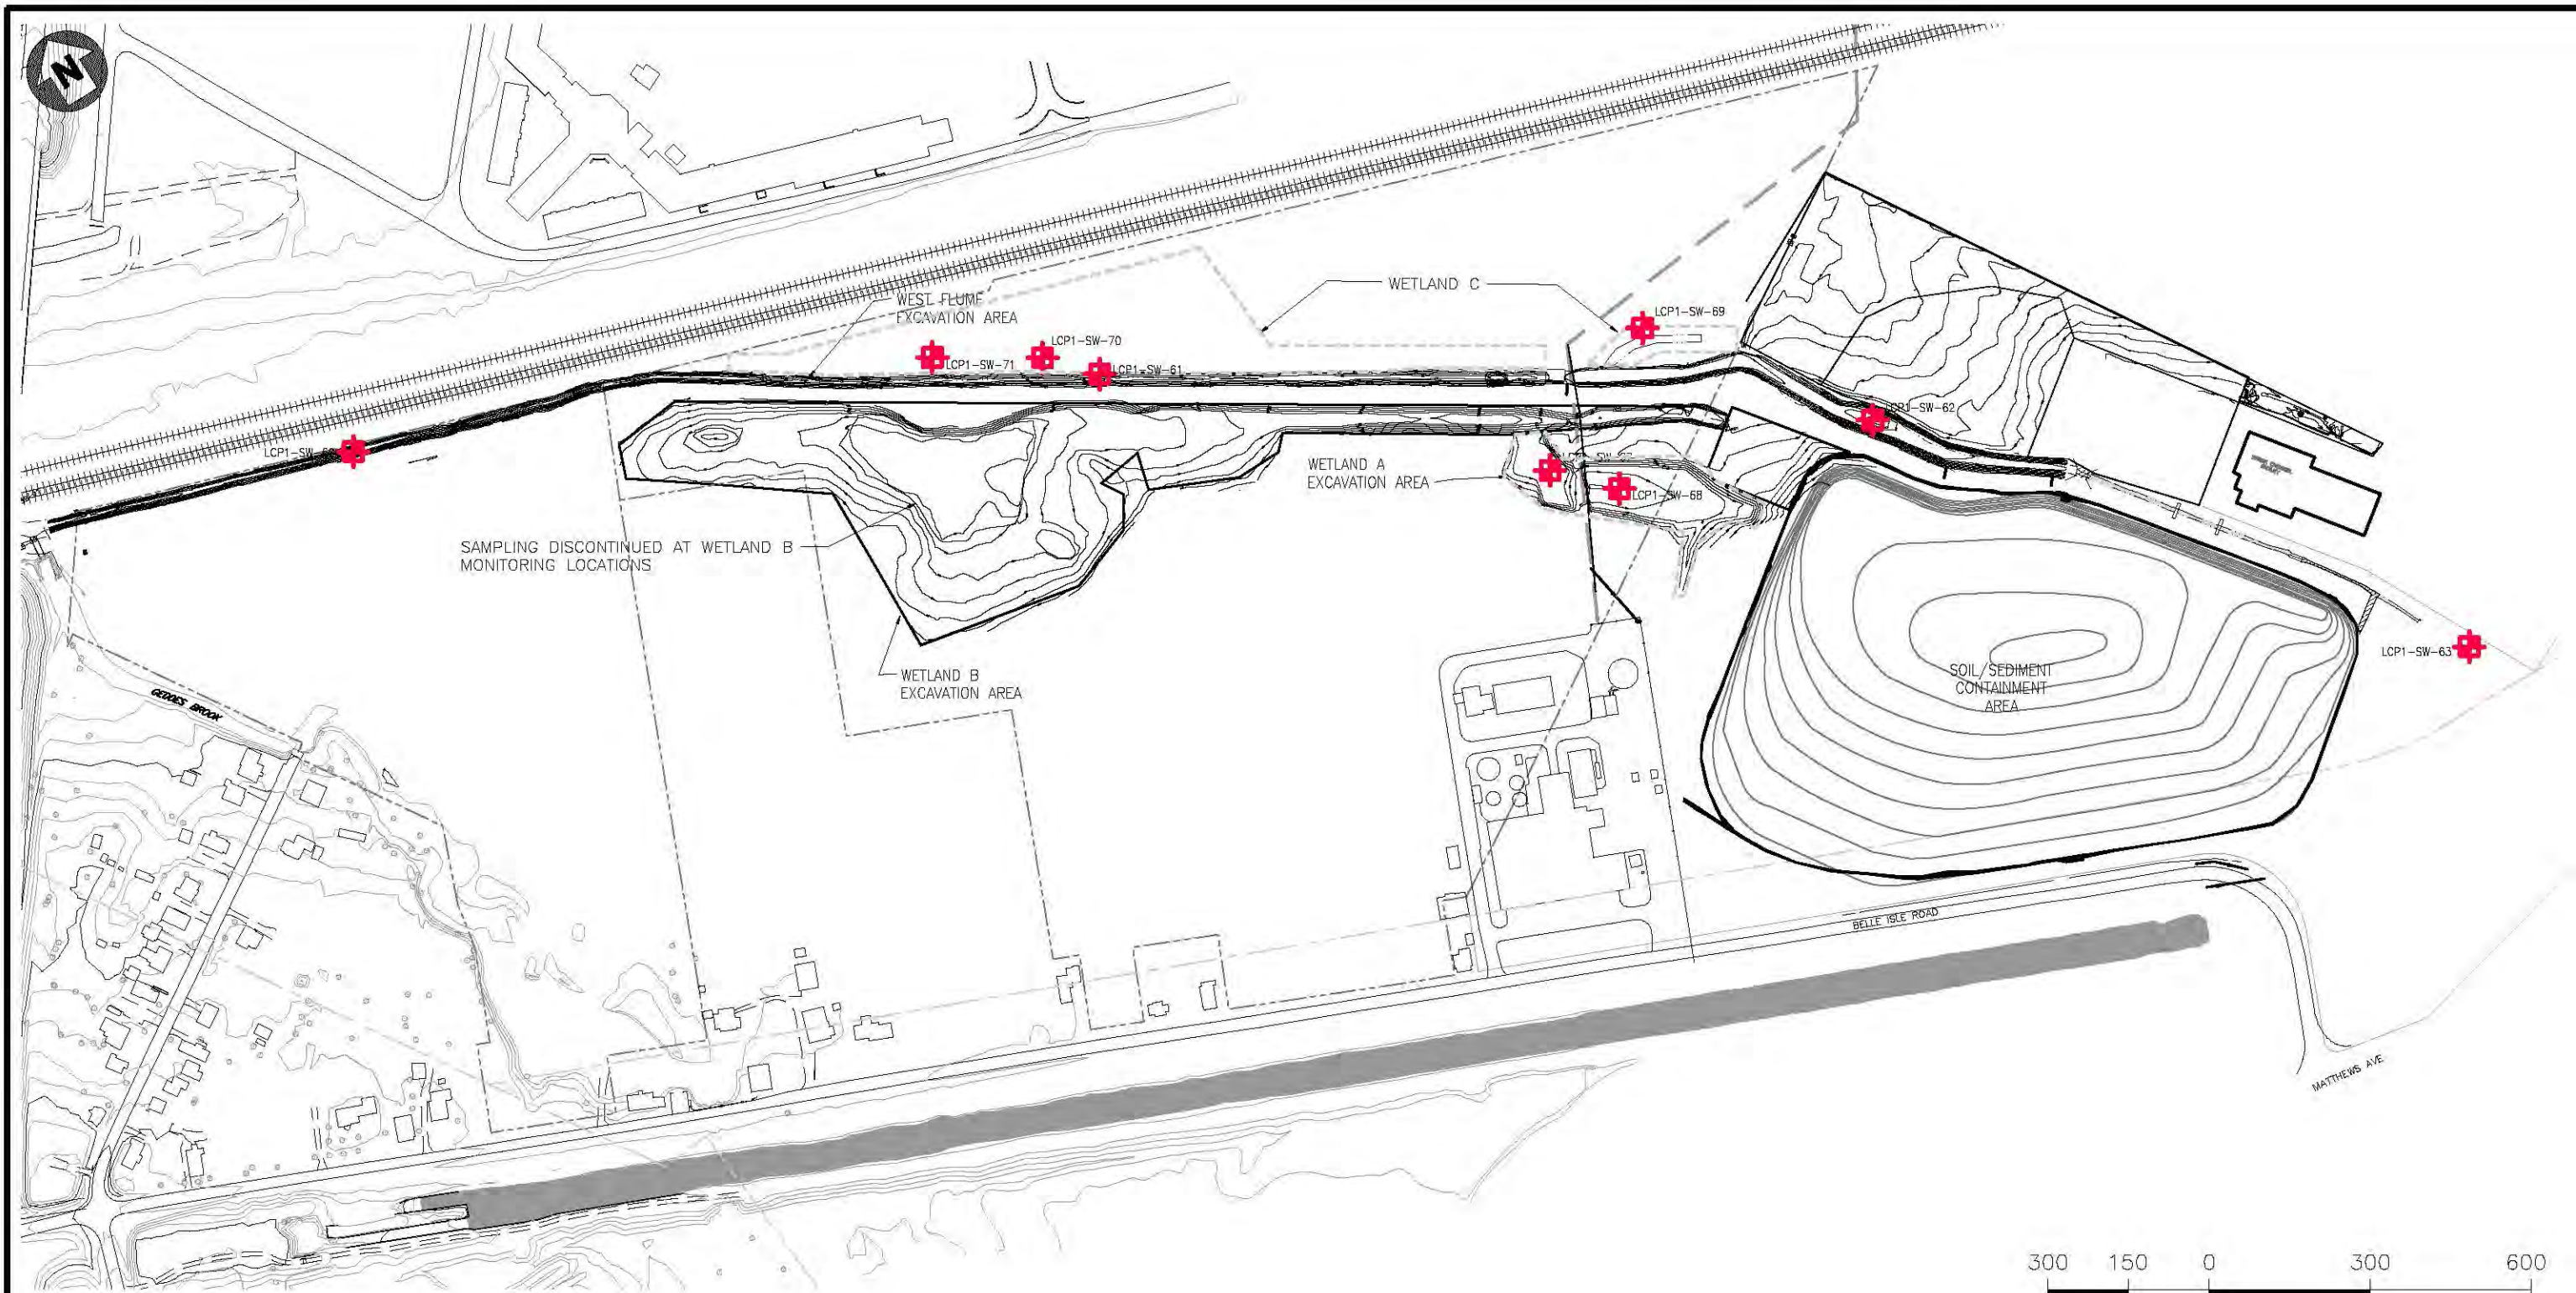 N
WETLAND C
WEST FLUME
EXCAVATION AREA
LCP1-SW-69
LCP1-SW-70
LCP1-SW-71
LCP1-SW-61
LCP1-SW-62
WETLAND A
EXCAVATION AREA
LCP1-SW-68
SAMPLING DISCONTINUED AT WETLAND B
MONITORING LOCATIONS
LCP1-SW-63
SOIL/SEDIMENT
CONTAINMENT
AREA
WETLAND B
EXCAVATION AREA
GEDDES BROOK
BELLE ISLE ROAD
MATTHEWS AVE
300 150 0 300 600